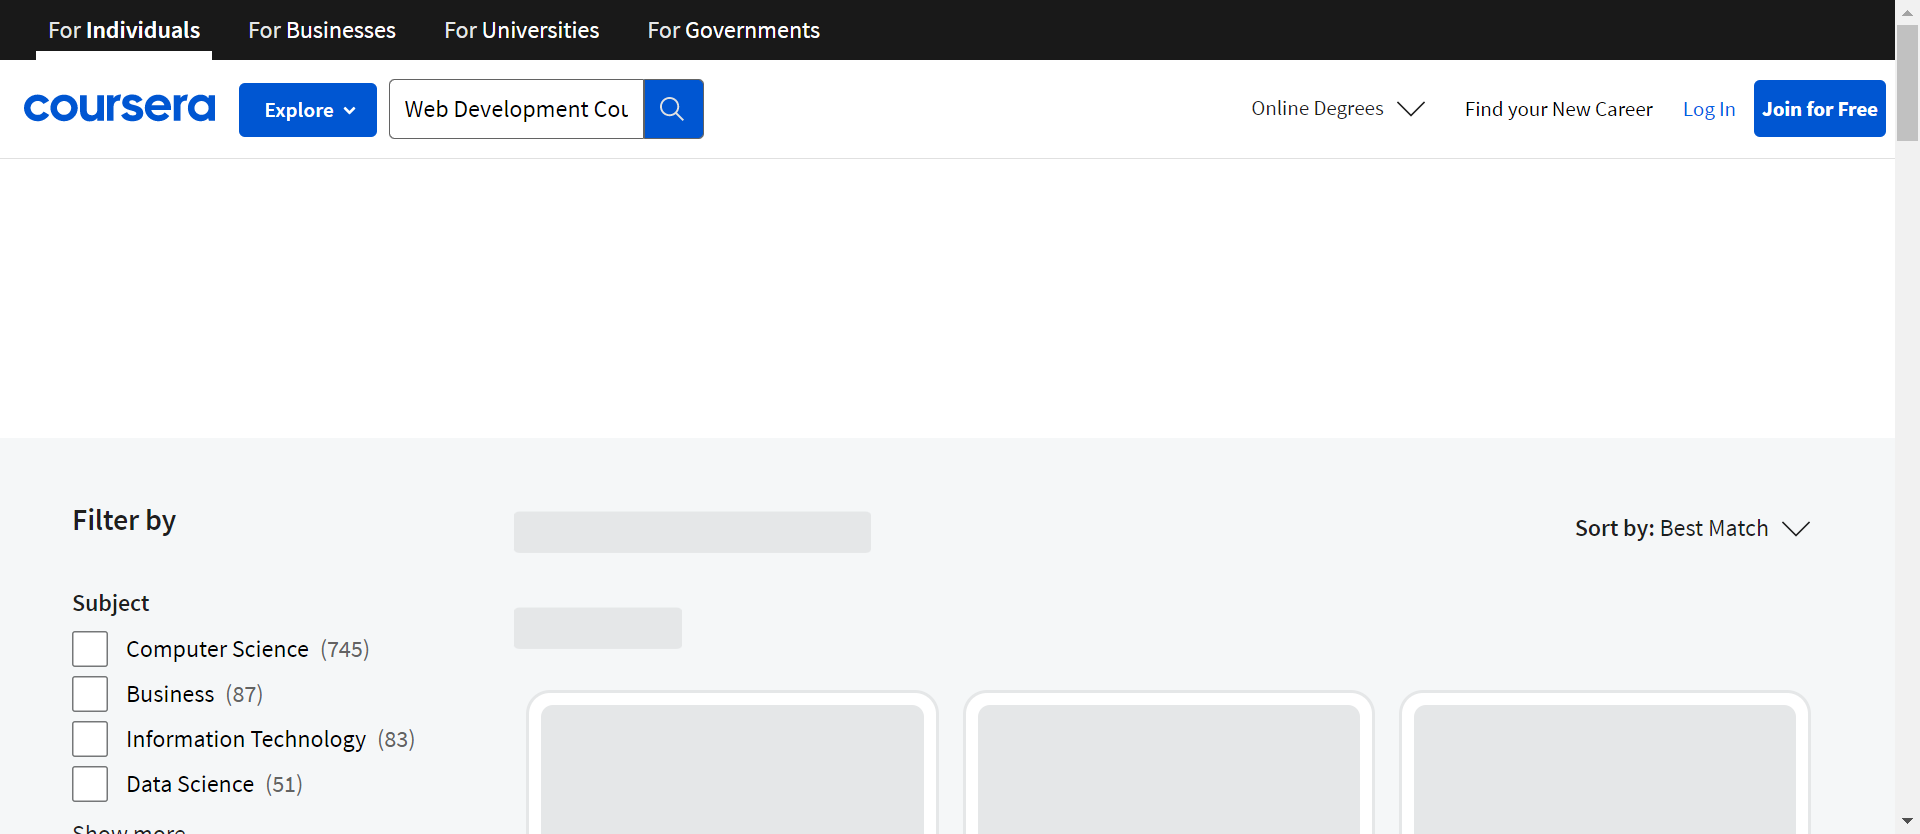 For Individuals
For Businesses
For Universities
For Governments
coursera
Explore
Web Development Cou
Online Degrees
Find your New Career
Log In
Join for Free
Filter by
Sort by: Best Match
Subject
Computer Science (745)
Business (87)
Information Technology (83)
Data Science (51)
Show more